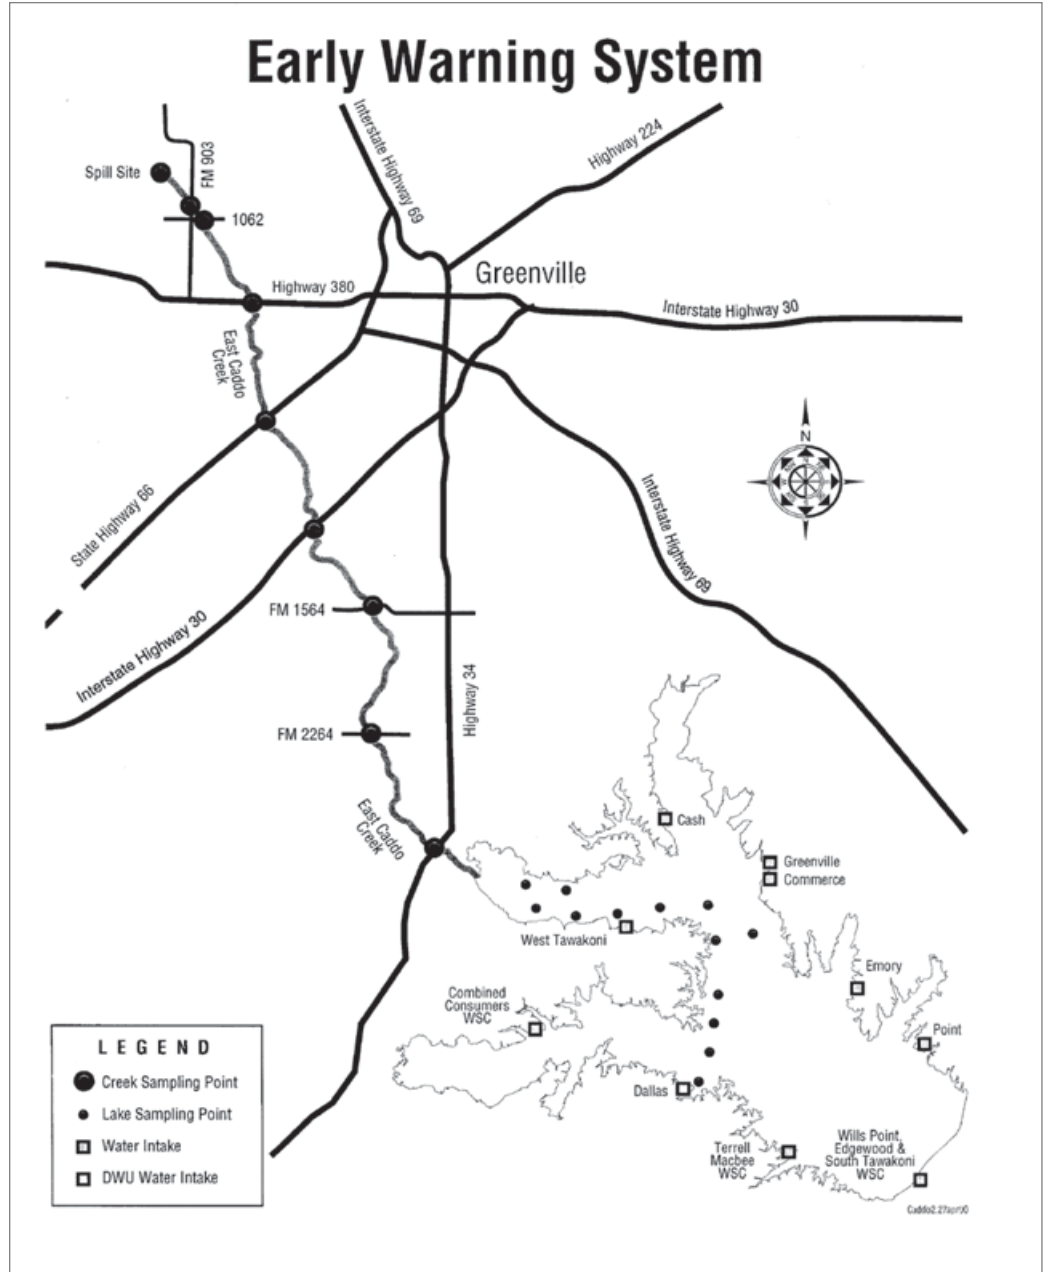 Early Warning System
Spill Site
FM 903
1062
Interstate Highway 69
Highway 224
Greenville
Highway 380
Interstate Highway 30
East Caddo
Creek
N
State Highway 66
Interstate Highway 69
FM 1564
Interstate Highway 30
Highway 34
FM 2264
East Caddo
Creek
Cash
Greenville
Commerce
West Tawakoni
Emory
Combined
Consumers
WSC
Point
Dallas
Terrell
Macbee
WSC
Wills Point,
Edgewood &
South Tawakoni
WSC
LEGEND
Creek Sampling Point
Lake Sampling Point
Water Intake
DWU Water Intake